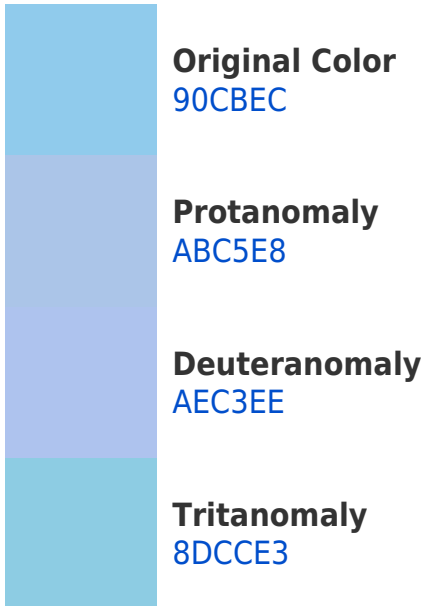 Original Color
90CBEC
Protanomaly
ABC5E8
Deuteranomaly
AEC3EE
Tritanomaly
8DCCE3